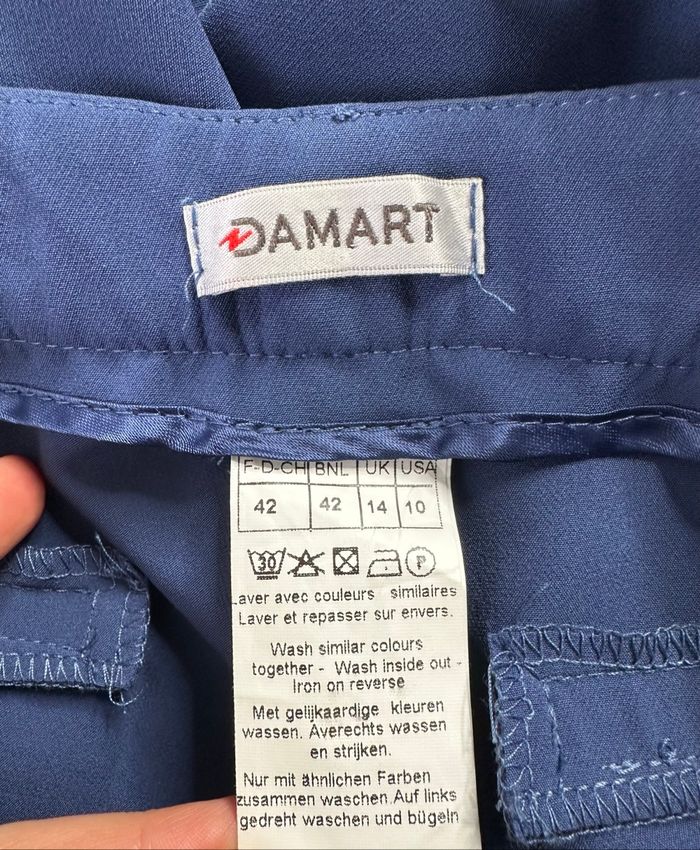 DAMART
F-D-CH BNL UK USA
42 42 14 10
30 P
aver avec couleurs similaires
Laver et repasser sur envers.
Wash similar colours
together - Wash inside out -
Iron on reverse
Met gelijkaardige kleuren
wassen. Averechts wassen
en strijken.
Nur mit ähnlichen Farben
zusammen waschen.Auf links
gedreht waschen und bügeln